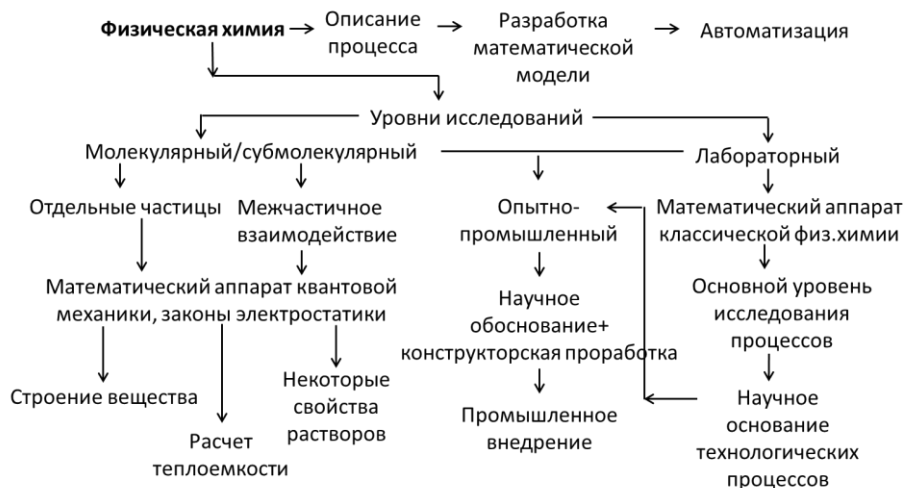 Физическая химия
Описание
процесса
Разработка
математической
модели
Автоматизация
Уровни исследований
Молекулярный/субмолекулярный
Лабораторный
Отдельные частицы
Межчастичное
взаимодействие
Опытно-
промышленный
Математический аппарат
классической физ.химии
Математический аппарат квантовой
механики, законы электростатики
Научное
обоснование+
конструкторская проработка
Основной уровень
исследования
процессов
Строение вещества
Расчет
теплоемкости
Некоторые
свойства
растворов
Промышленное
внедрение
Научное
основание
технологических
процессов